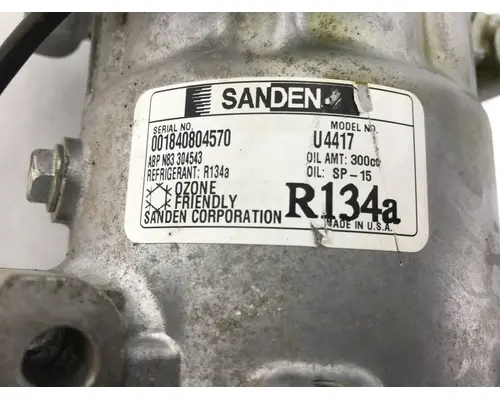 SANDEN
SERIAL NO. MODEL NO.
001840804570 U4417
ABP N83 304543 OIL AMT: 300cc
REFRIGERANT: R134a OIL: SP-15
OZONE
FRIENDLY R134a
SANDEN CORPORATION MADE IN U.S.A.